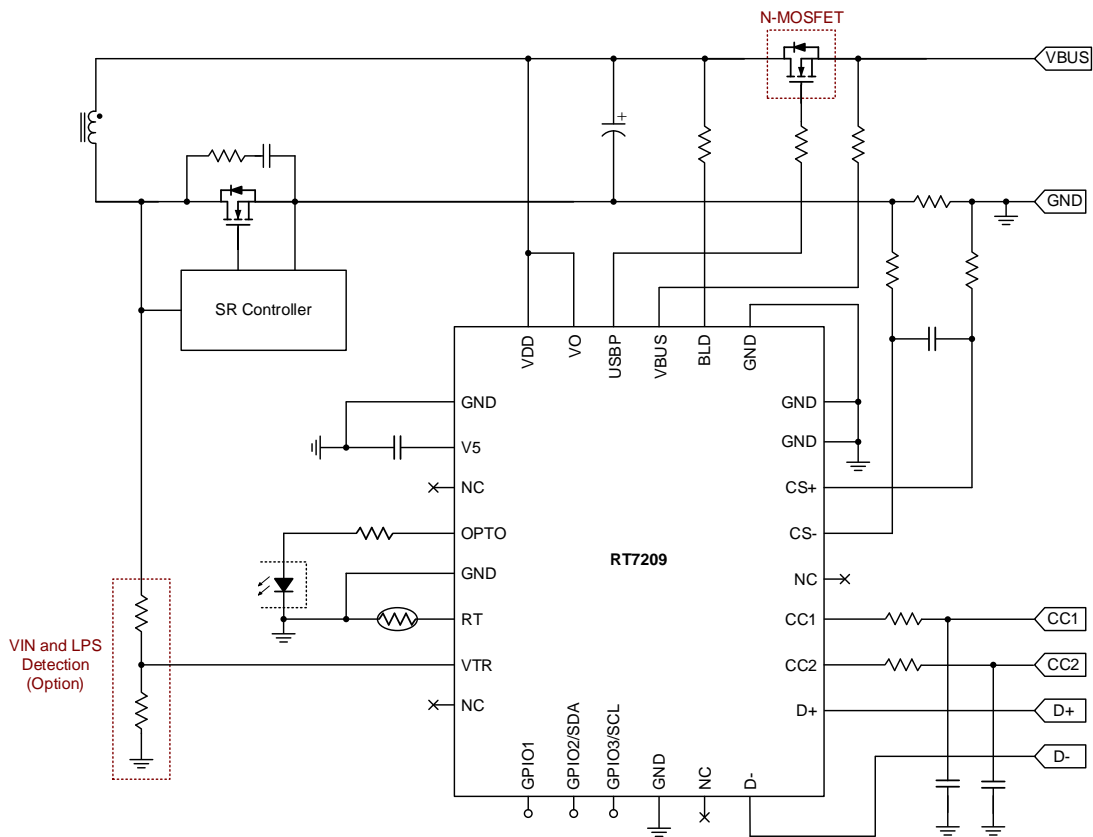 N-MOSFET
VBUS
GND
SR Controller
VDD
VO
USBP
VBUS
BLD
GND
GND
V5
NC
OPTO
GND
RT
VTR
NC
RT7209
GND
GND
CS+
CS-
NC
CC1
CC2
D+
CC1
CC2
D+
D-
VIN and LPS
Detection
(Option)
GPIO1
GPIO2/SDA
GPIO3/SCL
GND
NC
D-
+